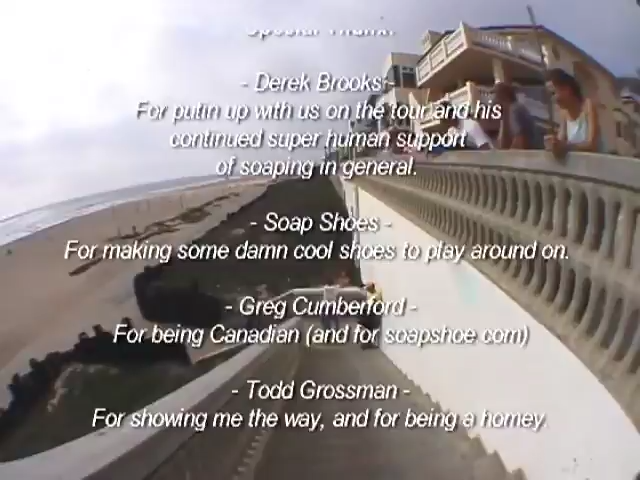 Special Thanx:
- Derek Brooks -
For putin up with us on the tour and his
continued super human support
of soaping in general.
- Soap Shoes -
For making some damn cool shoes to play around on.
- Greg Cumberford -
For being Canadian (and for soapshoe.com)
- Todd Grossman -
For showing me the way, and for being a homey.